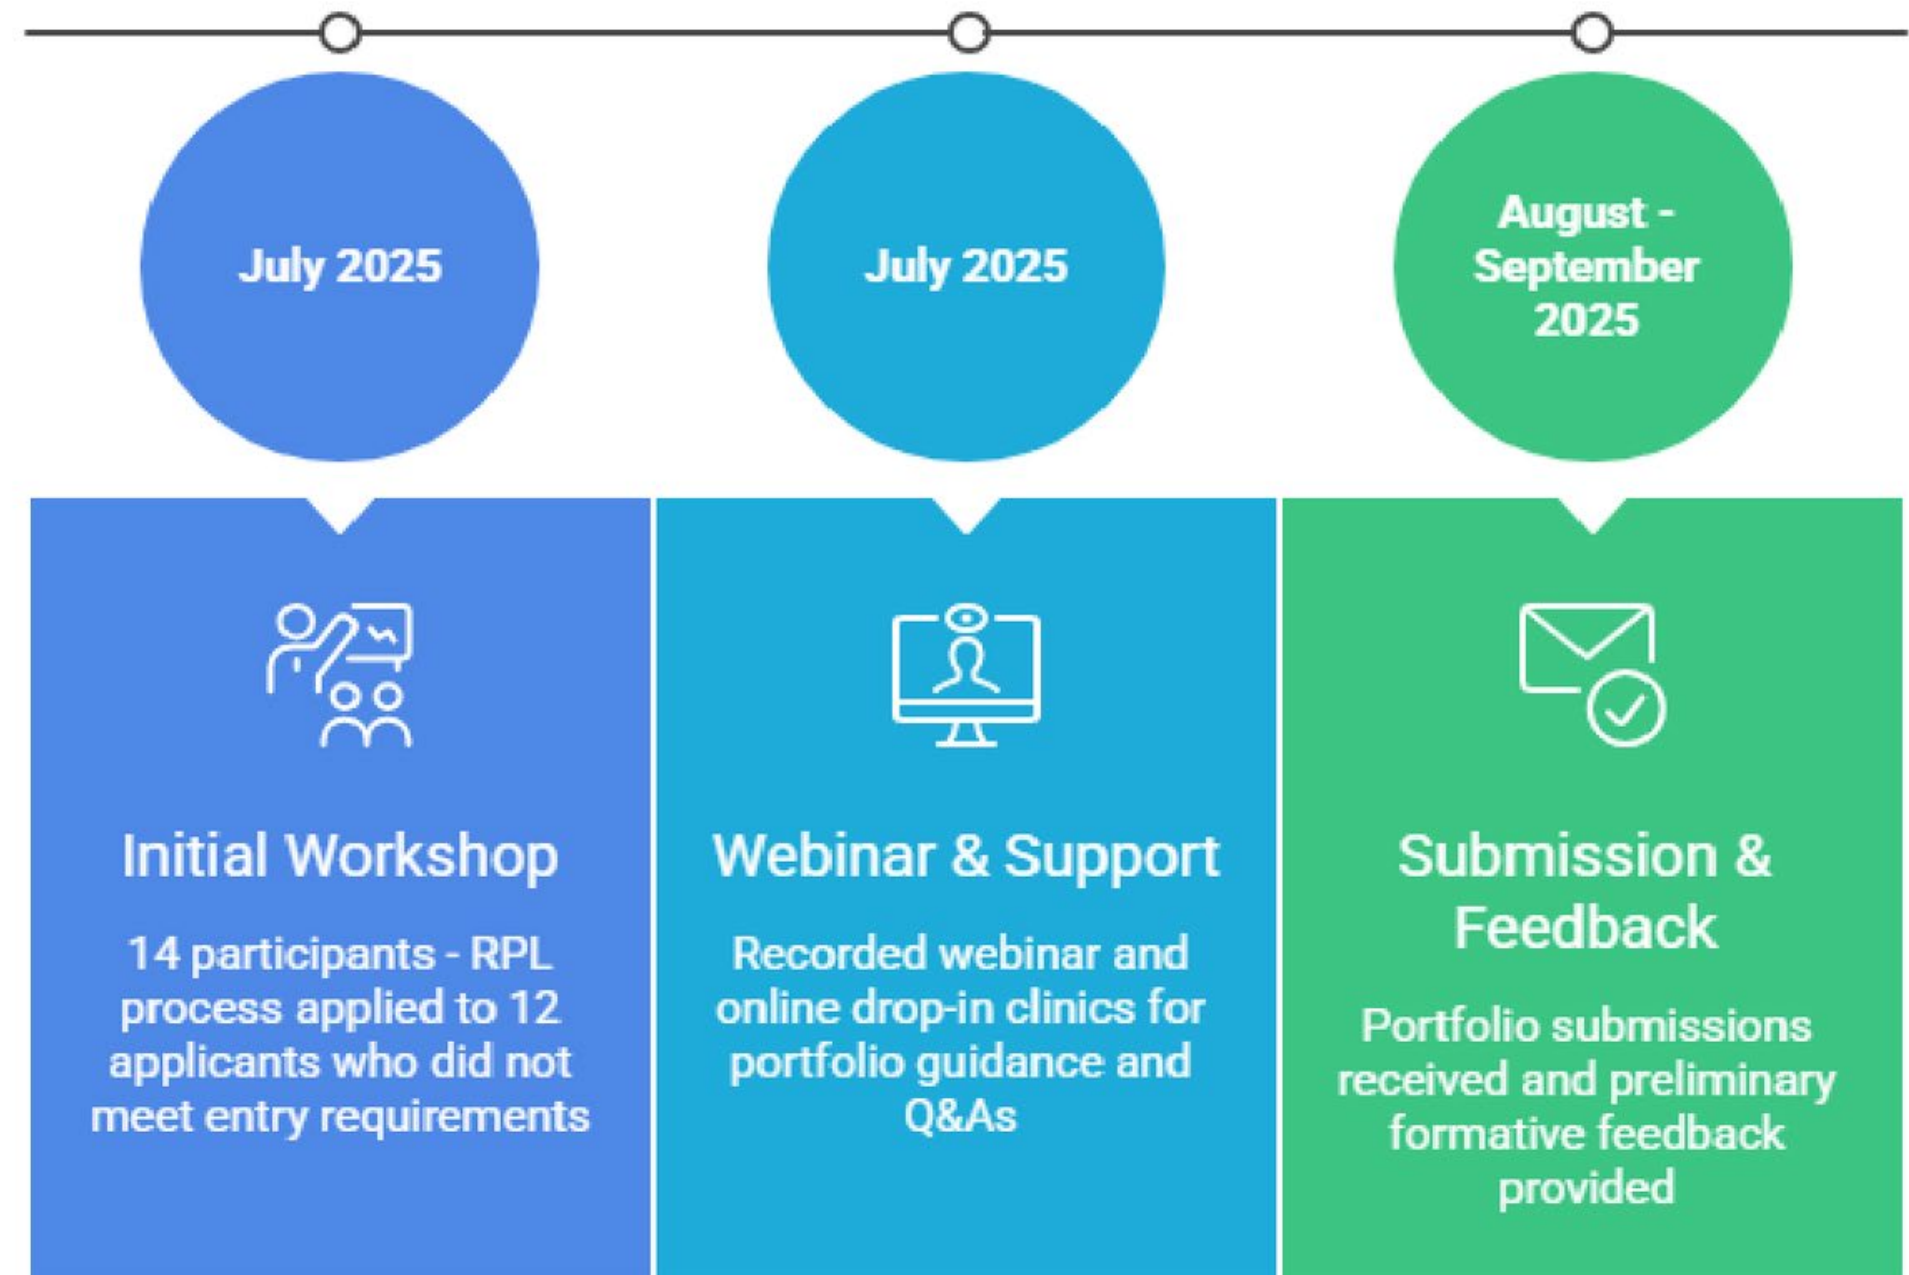 July 2025
July 2025
August -
September
2025
Initial Workshop
14 participants - RPL
process applied to 12
applicants who did not
meet entry requirements
Webinar & Support
Recorded webinar and
online drop-in clinics for
portfolio guidance and
Q&As
Submission &
Feedback
Portfolio submissions
received and preliminary
formative feedback
provided